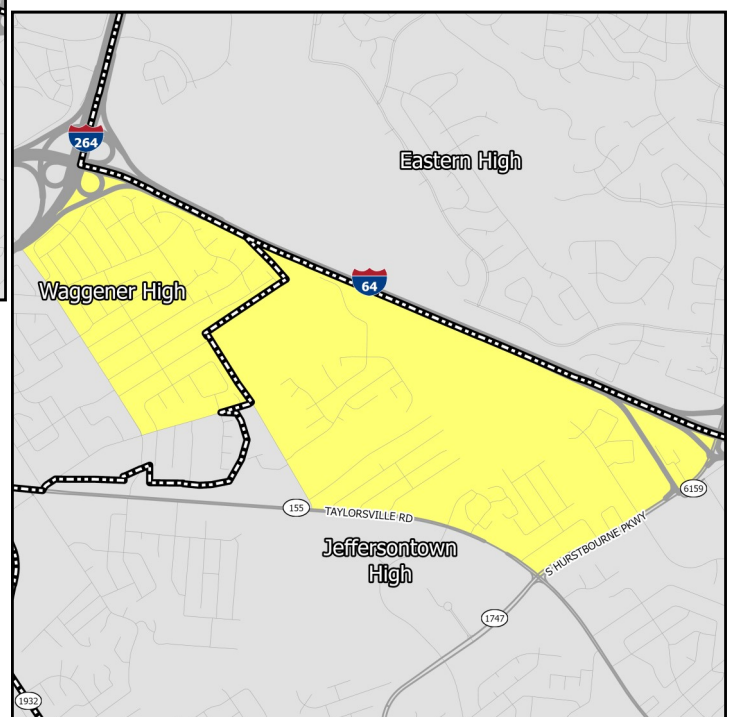 264
Eastern High
Waggener High
64
6159
155
TAYLORSVILLE RD
S HURSTBOURNE PKWY
Jeffersontown
High
1747
1932